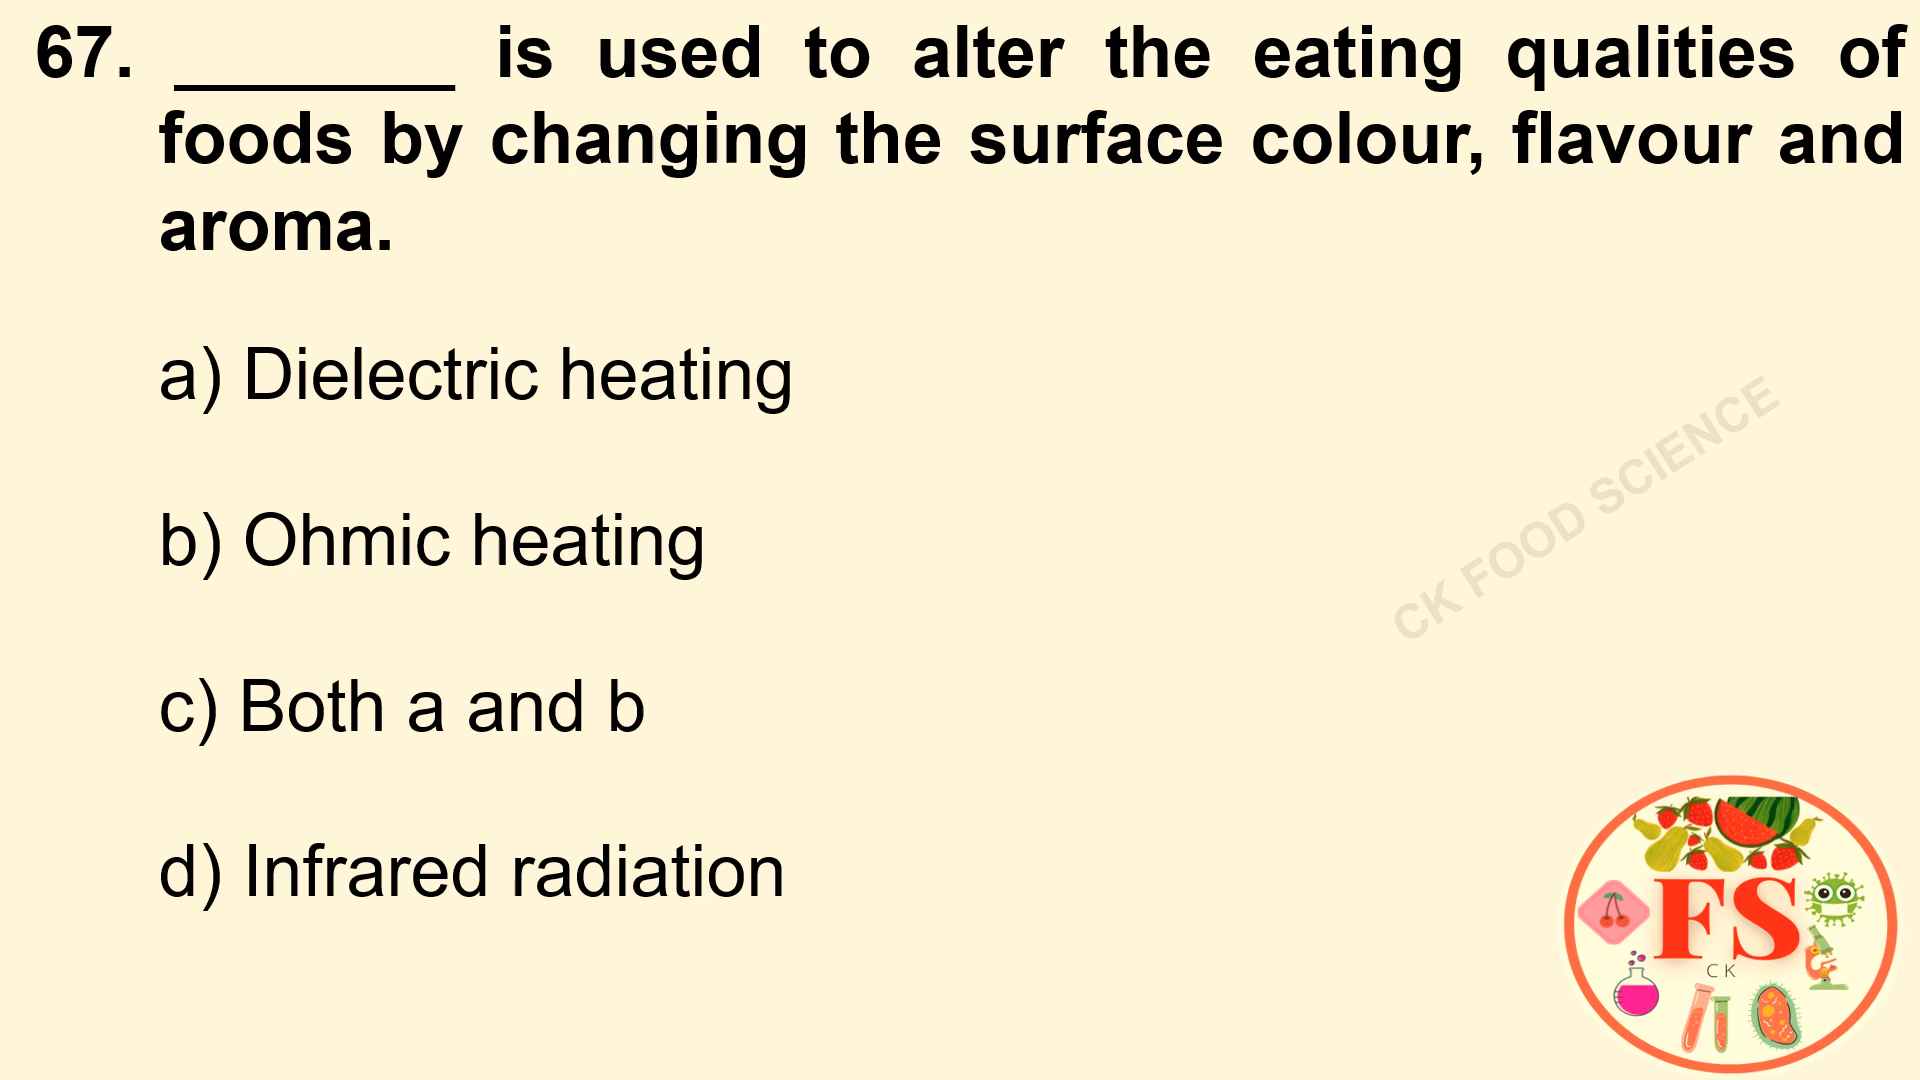 67. ________ is used to alter the eating qualities of
foods by changing the surface colour, flavour and
aroma.
a) Dielectric heating
b) Ohmic heating
c) Both a and b
d) Infrared radiation
CK FOOD SCIENCE
FS
CK